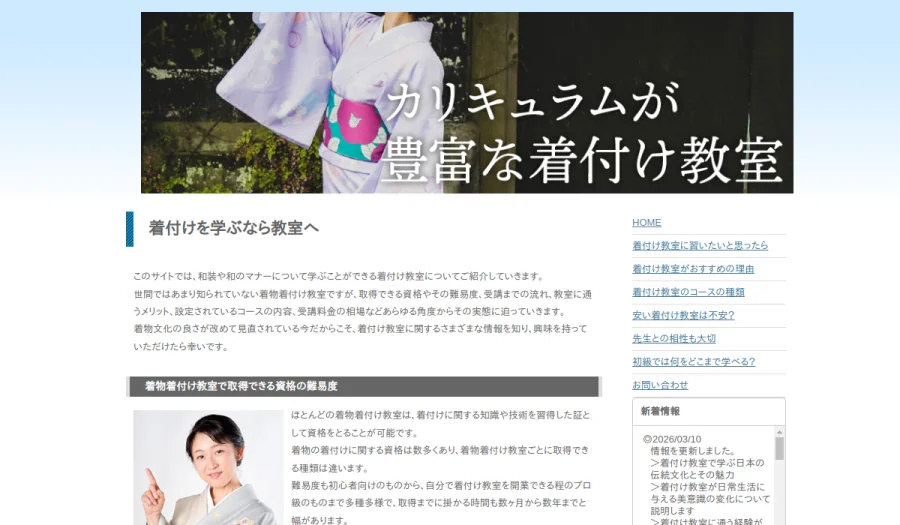 カリキュラムが
豊富な着付け教室
着付けを学ぶなら教室へ
このサイトでは、和装や和のマナーについて学ぶことができる着付け教室についてご紹介していきます。
世間ではあまり知られていない着物着付け教室ですが、取得できる資格やその難易度、受講までの流れ、教室に通
うメリット、設定されているコースの内容、受講料金の相場などあらゆる角度からその実態に迫っていきます。
着物文化の良さが改めて見直されている今だからこそ、着付け教室に関するさまざまな情報を知り、興味を持って
いただけたら幸いです。
着物着付け教室で取得できる資格の難易度
ほとんどの着物着付け教室は、着付けに関する知識や技術を習得した証と
して資格をとることが可能です。
着物の着付けに関する資格は数多くあり、着物着付け教室ごとに取得でき
る種類は違います。
難易度も初心者向けのものから、自分で着付け教室を開業できる程のプロ
級のものまで多種多様で、取得までに掛かる時間も数ヶ月から数年までと
幅があります。
HOME
着付け教室に習いたいと思ったら
着付け教室がおすすめの理由
着付け教室のコースの種類
安い着付け教室は不安?
先生との相性も大切
初級では何をどこまで学べる?
お問い合わせ
新着情報
◎2026/03/10
情報を更新しました。
＞着付け教室で学ぶ日本の
伝統文化とその魅力
＞着付け教室が日常生活に
与える美意識の変化について
説明します
＞着付け教室に通う経験が